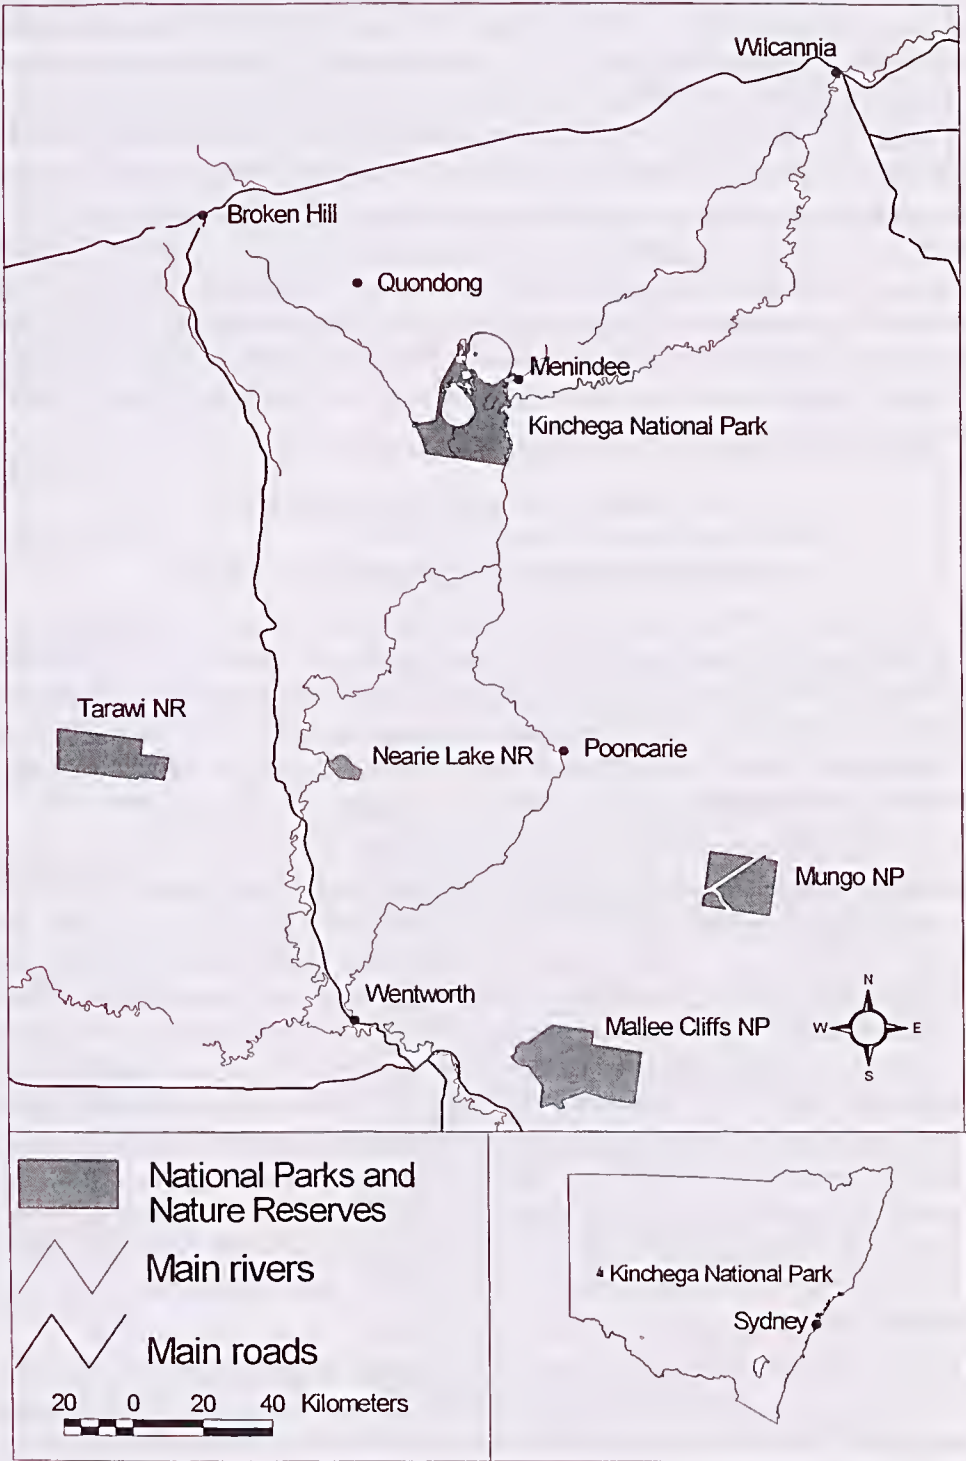 Wilcannia
Broken Hill
Quondong
Menindee
Kinchega National Park
Tarawi NR
Nearie Lake NR
Pooncarie
Mungo NP
Wentworth
Mallee Cliffs NP
N
W E
S
National Parks and
Nature Reserves
Main rivers
Main roads
20 0 20 40 Kilometers
Kinchega National Park
Sydney